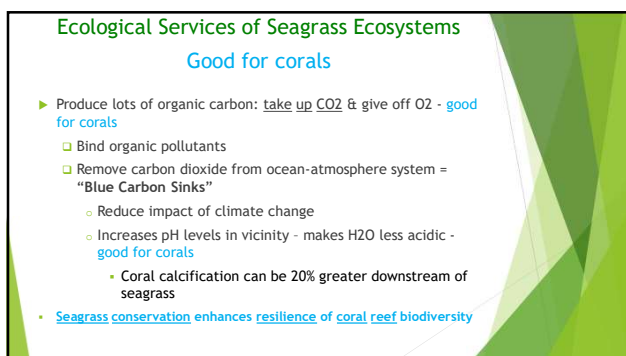 Ecological Services of Seagrass Ecosystems
Good for corals
Produce lots of organic carbon: take up CO2 & give off O2 - good
for corals
Bind organic pollutants
Remove carbon dioxide from ocean-atmosphere system =
“Blue Carbon Sinks”
Reduce impact of climate change
Increases pH levels in vicinity – makes H2O less acidic -
good for corals
Coral calcification can be 20% greater downstream of
seagrass
Seagrass conservation enhances resilience of coral reef biodiversity